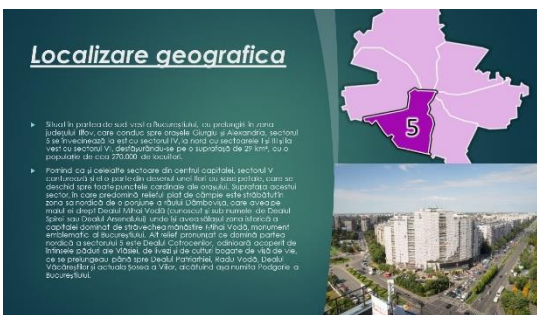 Localizare geografica
Situat în partea de sud vest a Bucureștiului, cu prelungiri în zona
județului Ilfov, care conduc spre orașele Giurgiu și Alexandria, sectorul
5 se învecinează la est cu sectorul IV, la nord cu sectoarele I și III și la
vest cu sectorul VI, desfășurându-se pe o suprafață de 29 km², cu o
populație de cca 270.000 de locuitori.
Pornind ca și celelalte sectoare din centrul capitalei, sectorul V
conturează și el o parte din desenul unei flori cu șase petale, care se
deschid spre toate punctele cardinale ale orașului. Suprafața acestui
sector, în care predomină relieful plat de câmpie este străbătut în
zona sa nordică de o porțiune a râului Dâmbovița, care avea pe
malul ei drept Dealul Mihai Vodă (cunoscut și sub numele de Dealul
Spirei sau Dealul Arsenalului) unde își avea sălașul zona istorică a
capitalei dominat de străvechea mânăstire Mihai Vodă, monument
emblematic al Bucureștiului. Alt relief pronunțat ce domină partea
nordică a sectorului 5 este Dealul Cotrocenilor, odinioară acoperit de
întinsele păduri ale Vlăsiei, de livezi și de culturi bogate de viță de vie,
ce se prelungeau până spre Dealul Patriarhiei, Radu Vodă, Dealul
Văcăreștilor și actuala Șosea a Viilor, alcătuind așa numita Podgorie a
Bucureștiului.
5